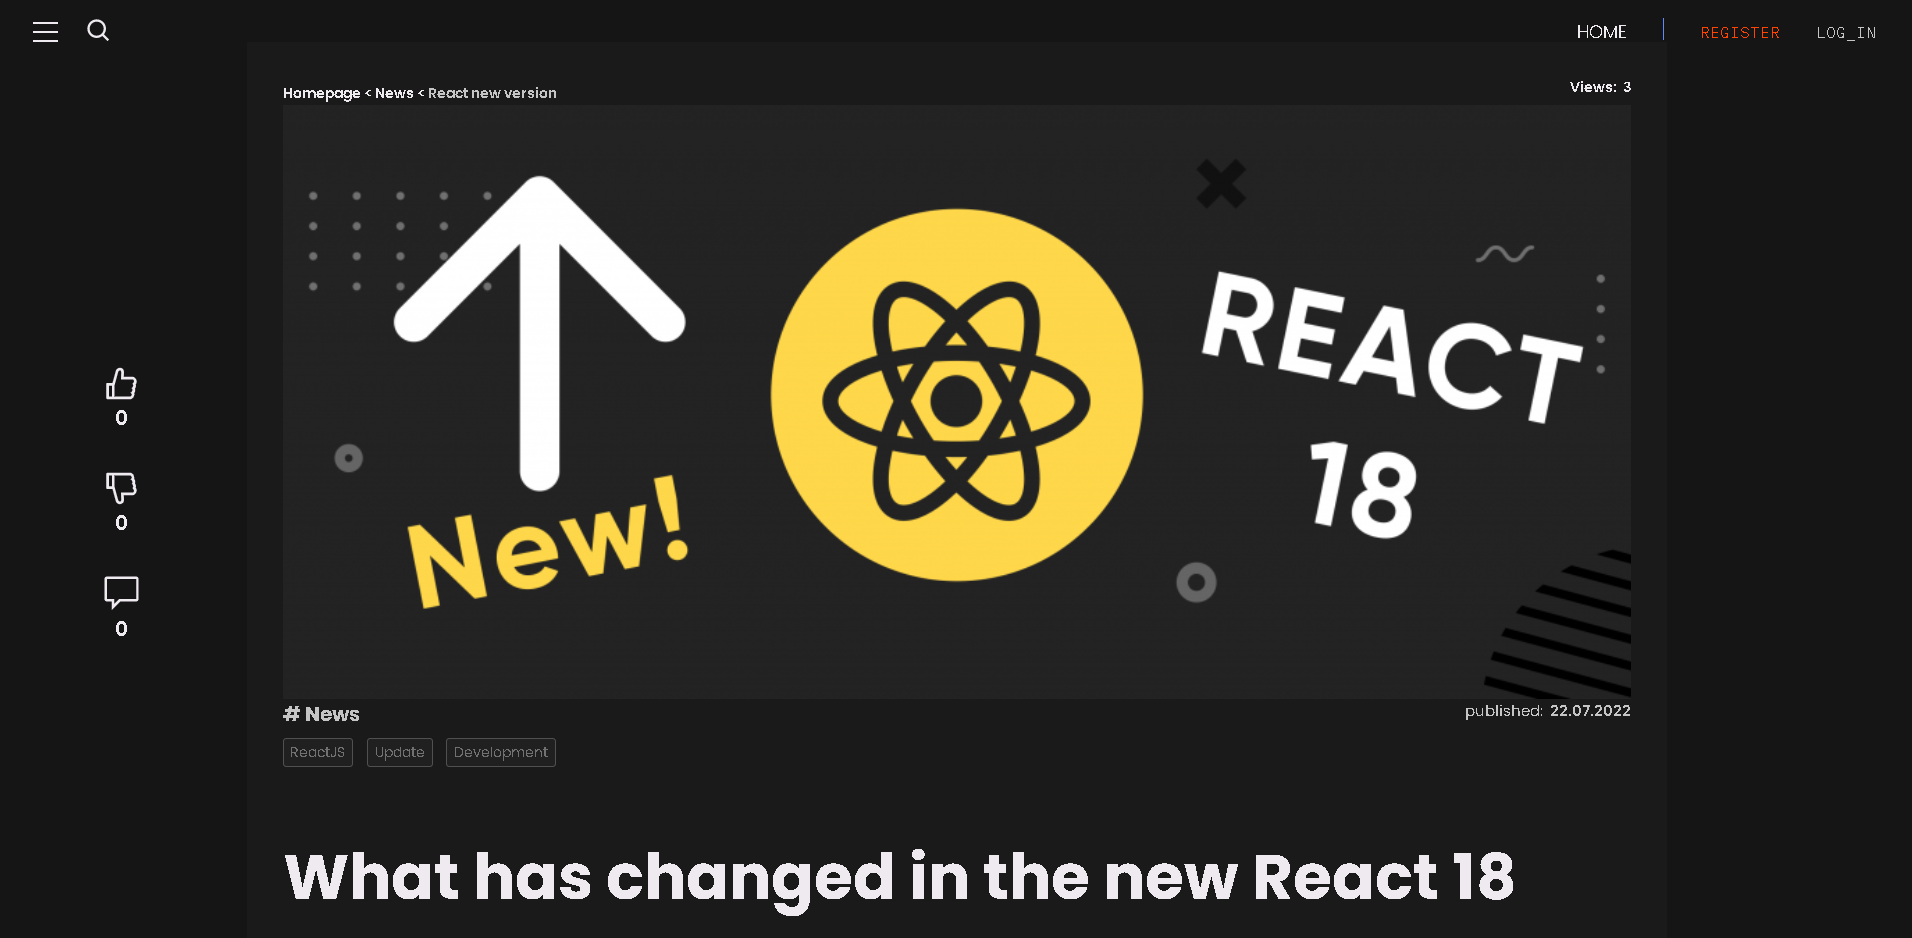 HOME
REGISTER
LOG_IN
Homepage < News < React new version
Views: 3
New!
REACT
18
0
0
0
# News
published: 22.07.2022
ReactJS
Update
Development
What has changed in the new React 18